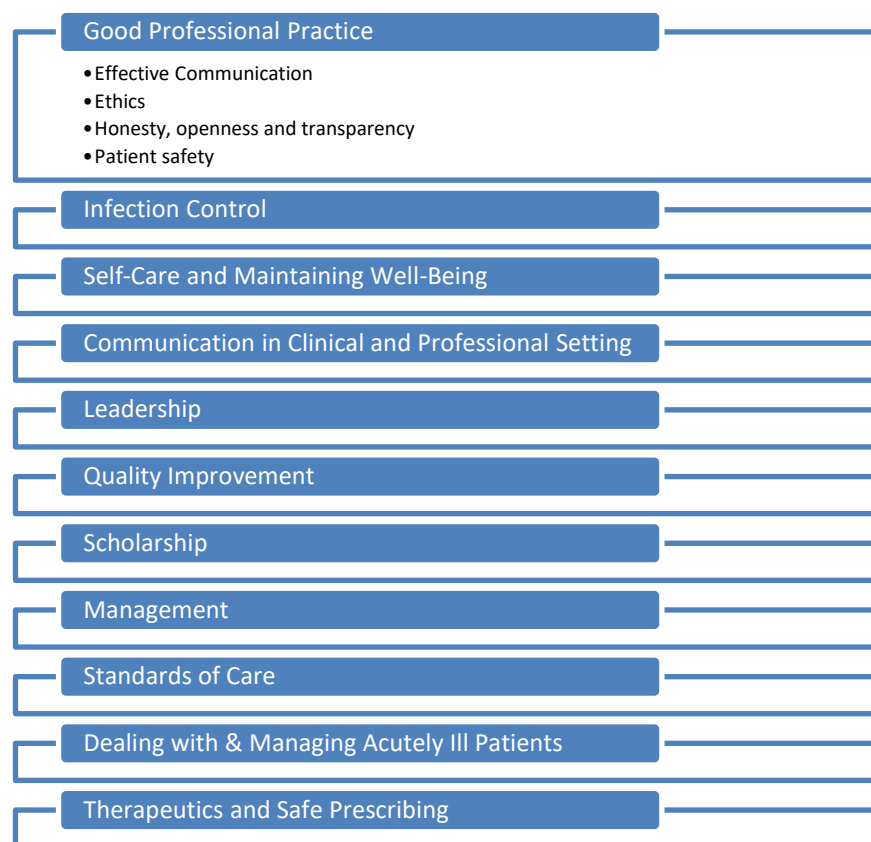 Good Professional Practice
•Effective Communication
•Ethics
•Honesty, openness and transparency
•Patient safety
Infection Control
Self-Care and Maintaining Well-Being
Communication in Clinical and Professional Setting
Leadership
Quality Improvement
Scholarship
Management
Standards of Care
Dealing with & Managing Acutely Ill Patients
Therapeutics and Safe Prescribing